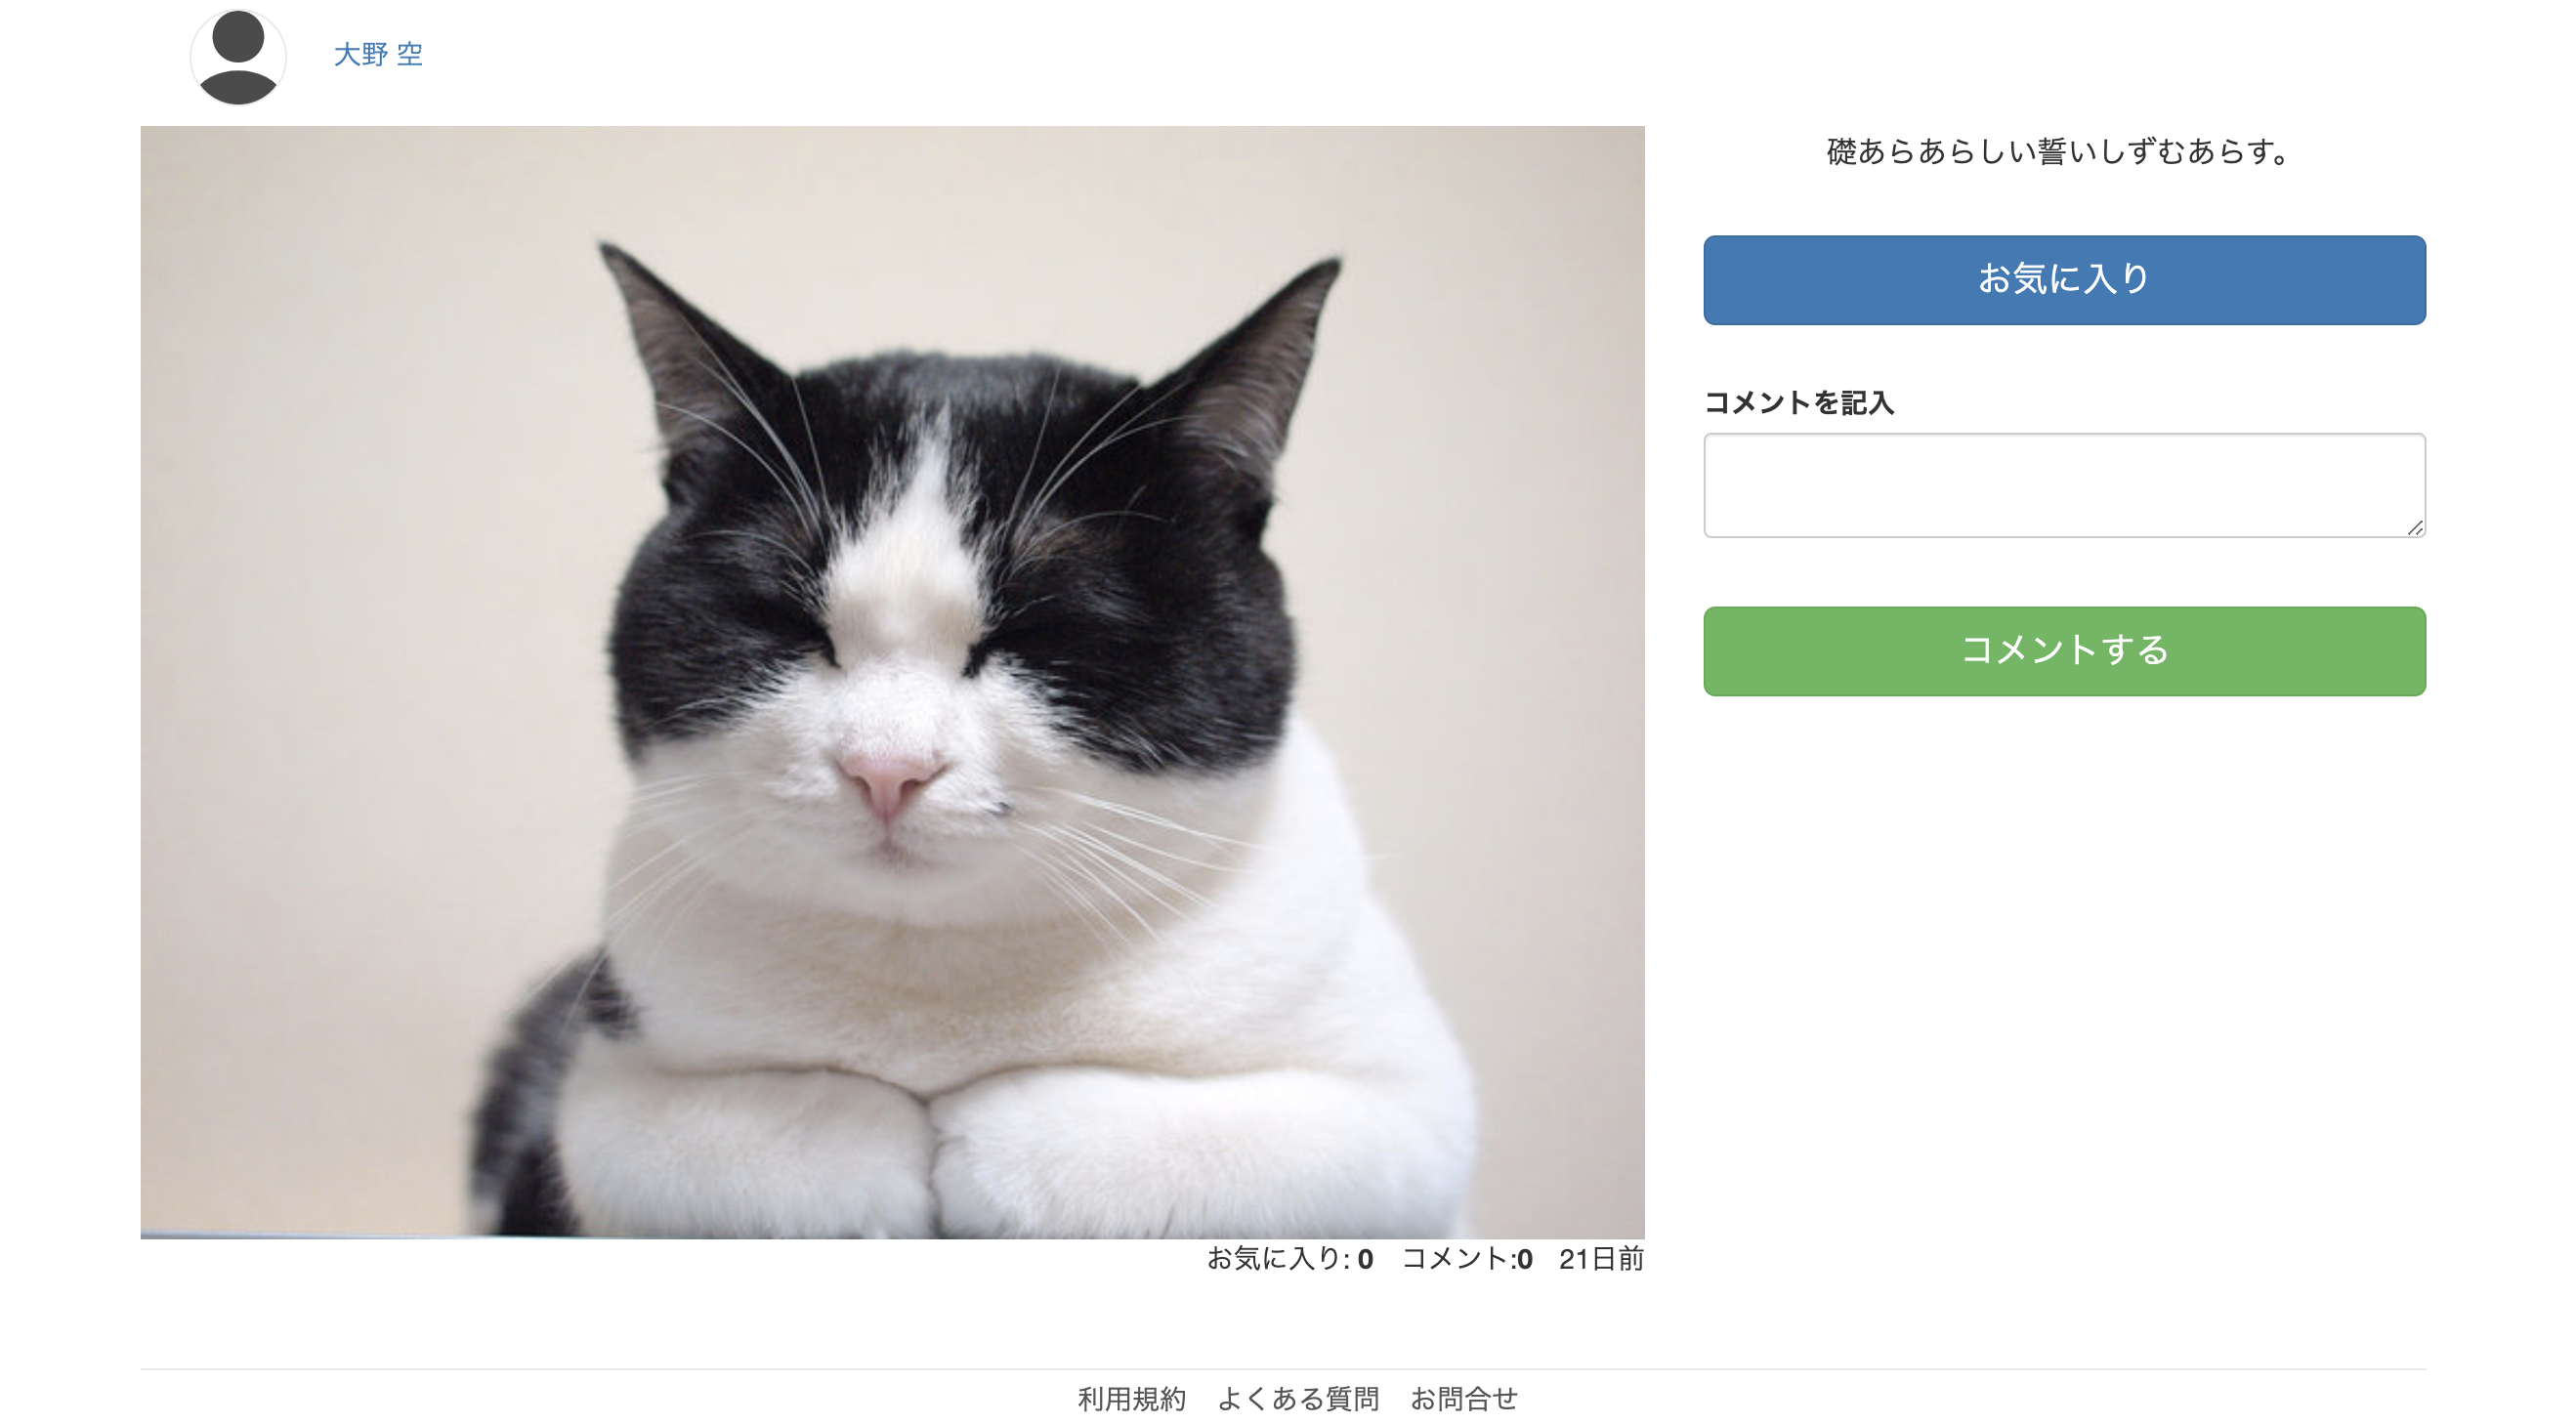 大野 空
礎あらあらしい誓いしずむあらす。
お気に入り
コメントを記入
コメントする
お気に入り: 0 コメント:0 21日前
利用規約 よくある質問 お問合せ